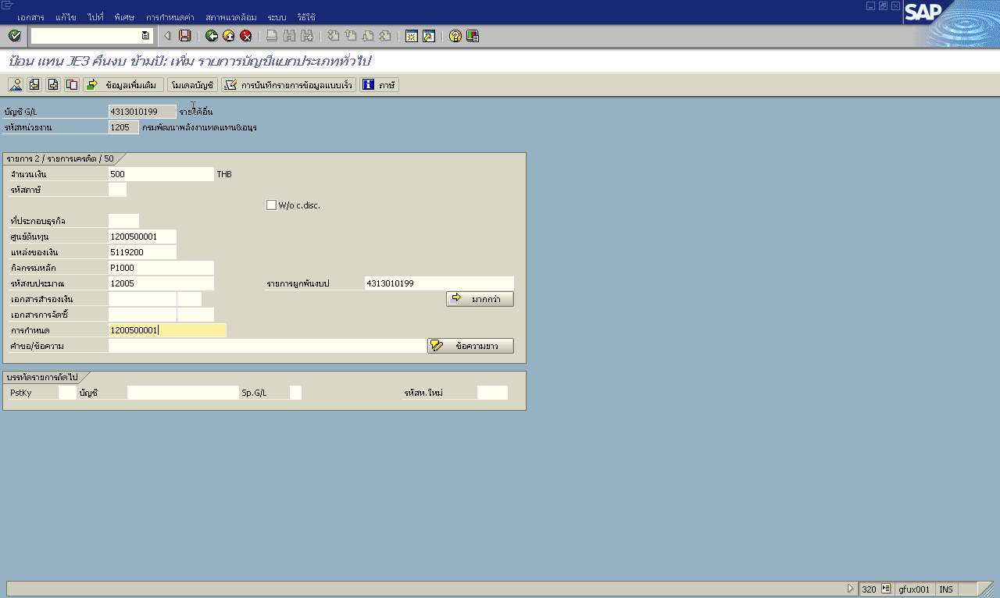 เอกสาร แก้ไข ไปที่ พิเศษ การกำหนดค่า สภาพแวดล้อม ระบบ วิธีใช้
SAP
ป้อน แทน JE3 คืนงบ ข้ามปี: เพิ่ม รายการบัญชีแยกประเภททั่วไป
ข้อมูลเพิ่มเติม โมเดลบัญชี การบันทึกรายการข้อมูลแบบเร็ว ภาษี
บัญชี G/L 4313010199 รายได้อื่น
รหัสหน่วยงาน 1205 กรมพัฒนาพลังงานทดแทน&อนุร
รายการ 2 / รายการเครดิต / 50
จำนวนเงิน 500 THB
รหัสภาษี
W/o c.disc.
ที่ประกอบธุรกิจ
ศูนย์ต้นทุน 1200500001
แหล่งของเงิน 5119200
กิจกรรมหลัก P1000
รหัสงบประมาณ 12005 รายการผูกพันงบป 4313010199
เอกสารสำรองเงิน มากกว่า
เอกสารการจัดซื้
การกำหนด 1200500001
คำขอ/ข้อความ ข้อความยาว
บรรทัดรายการถัดไป
PstKy บัญชี Sp.G/L รหัสห.ใหม่
320 gfux001 INS